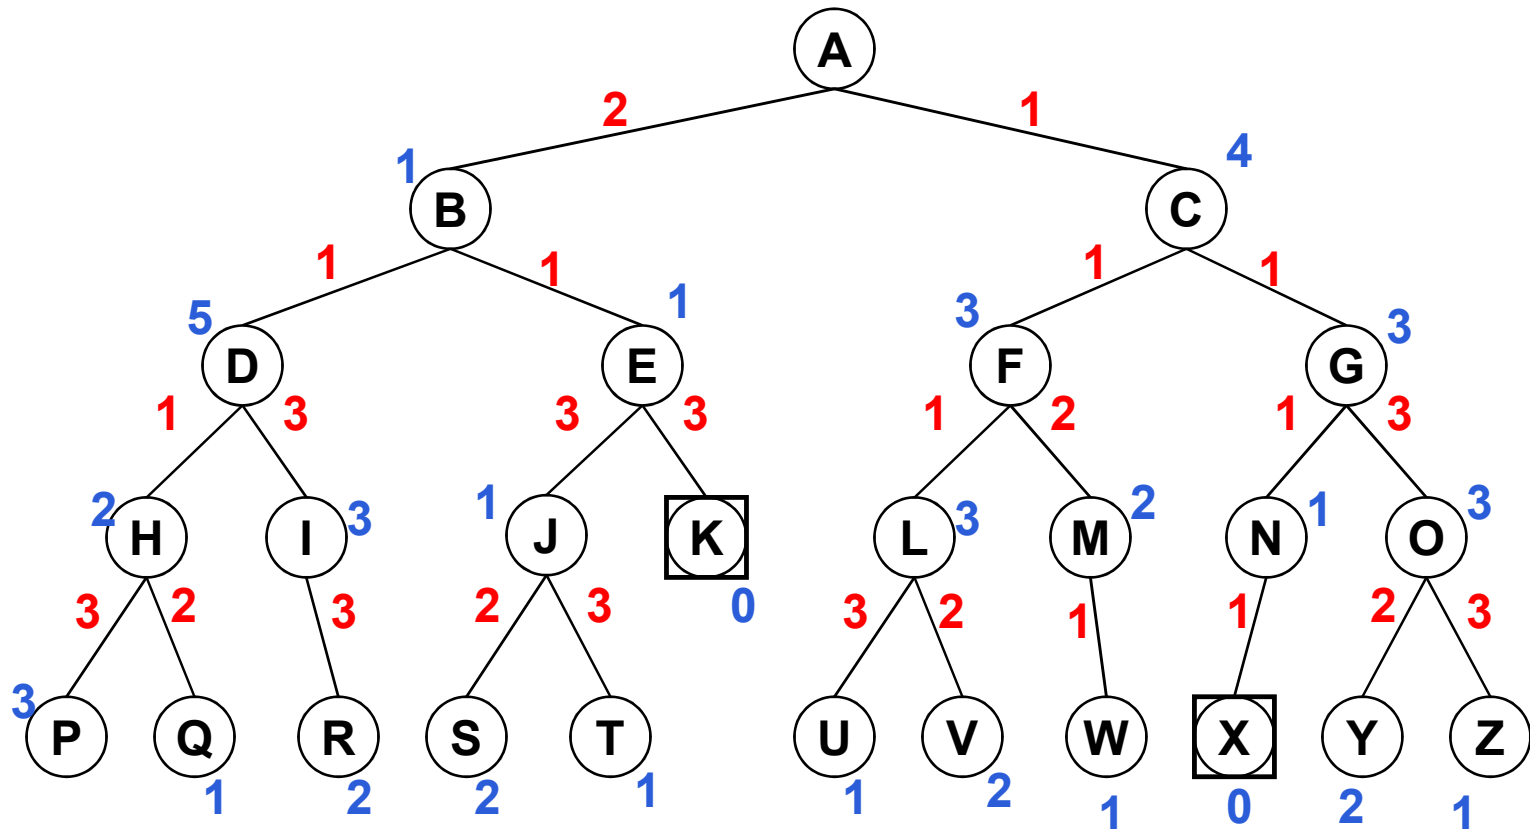 A
2 1
1 4
B C
1 1 1 1
5 1 3 3
D E F G
1 3 3 3 1 2 1 3
2 3 1 3 2 1 3
H I J K L M N O
3 2 3 2 3 0 3 2 1 1 2 3
3
P Q R S T U V W X Y Z
1 2 2 1 1 2 1 0 2 1